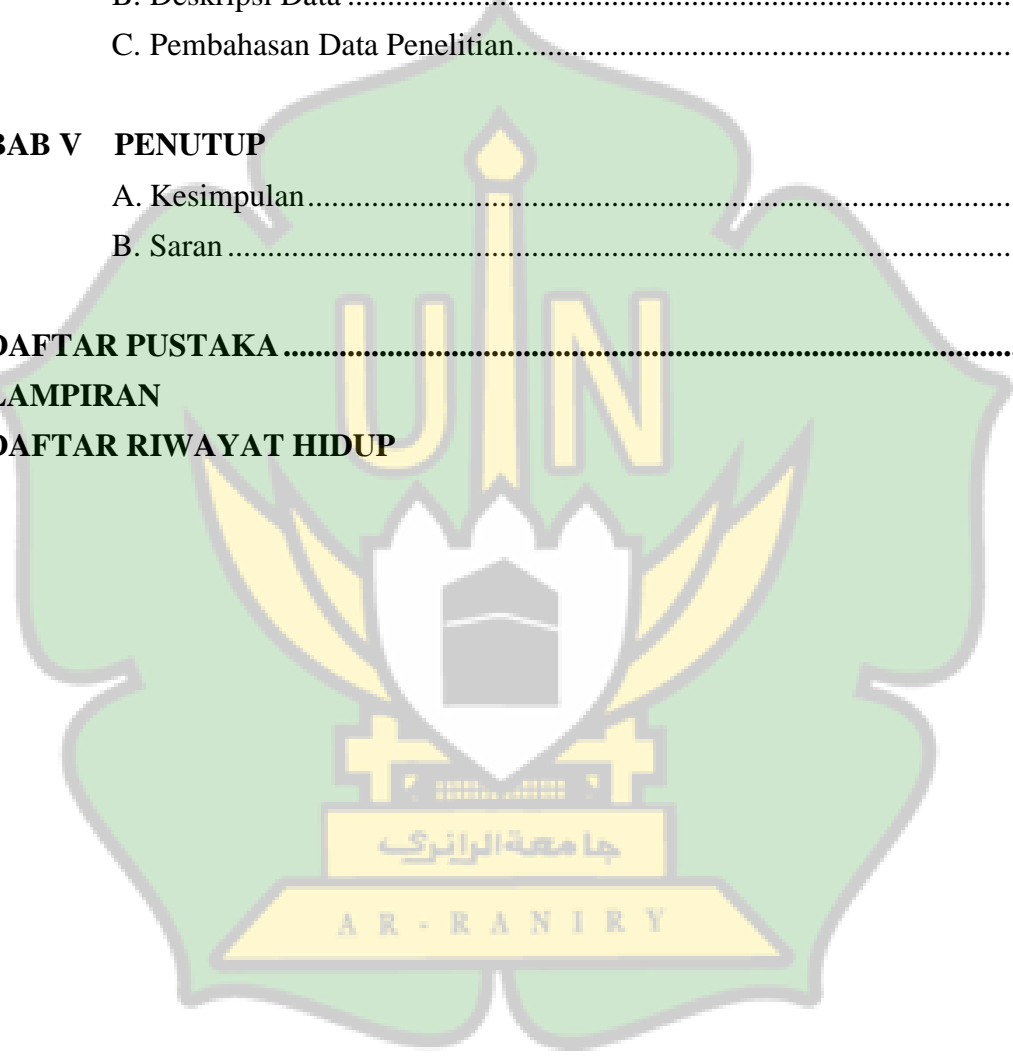 B. Deskripsi Data ........................................................................
C. Pembahasan Data Penelitian........................................................................
BAB V PENUTUP
A. Kesimpulan........................................................................
B. Saran ........................................................................
DAFTAR PUSTAKA ........................................................................
LAMPIRAN
DAFTAR RIWAYAT HIDUP
UIN
جامعة الرانري
AR-RANIRY